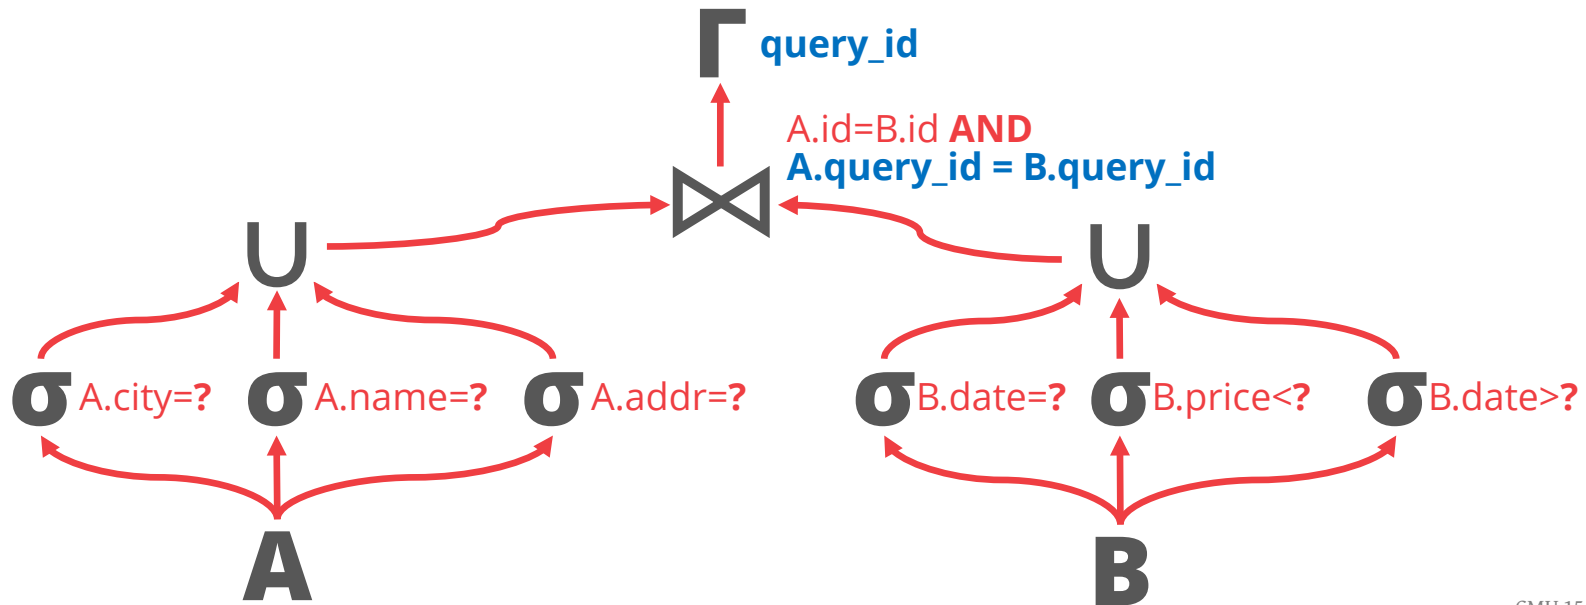 Γ query_id
A.id=B.id AND
⋈ A.query_id = B.query_id
∪ ∪
σ A.city=? σ A.name=? σ A.addr=? σ B.date=? σ B.price<? σ B.date>?
A B